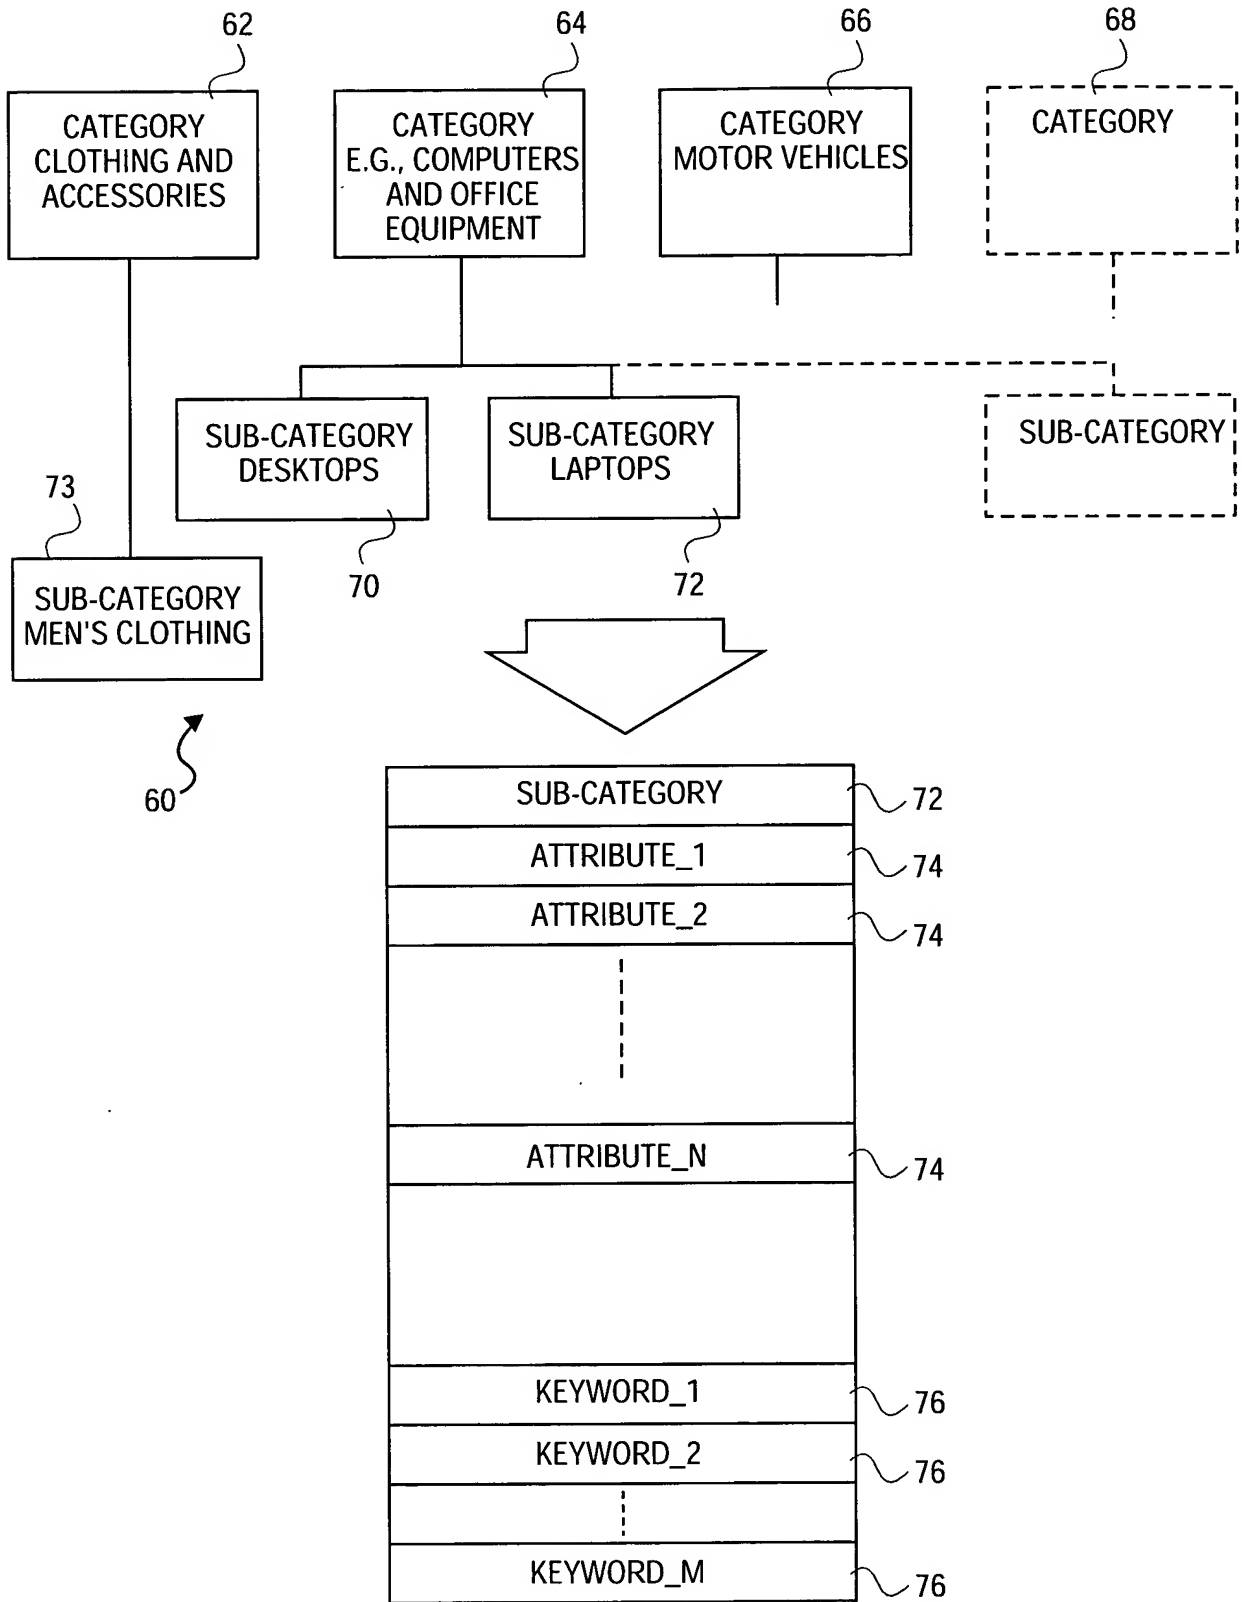 62
64
66
68
CATEGORY
CLOTHING AND
ACCESSORIES
CATEGORY
E.G., COMPUTERS
AND OFFICE
EQUIPMENT
CATEGORY
MOTOR VEHICLES
CATEGORY
SUB-CATEGORY
DESKTOPS
SUB-CATEGORY
LAPTOPS
SUB-CATEGORY
73
70
72
SUB-CATEGORY
MEN'S CLOTHING
60
SUB-CATEGORY
72
ATTRIBUTE_1
74
ATTRIBUTE_2
74
ATTRIBUTE_N
74
KEYWORD_1
76
KEYWORD_2
76
KEYWORD_M
76